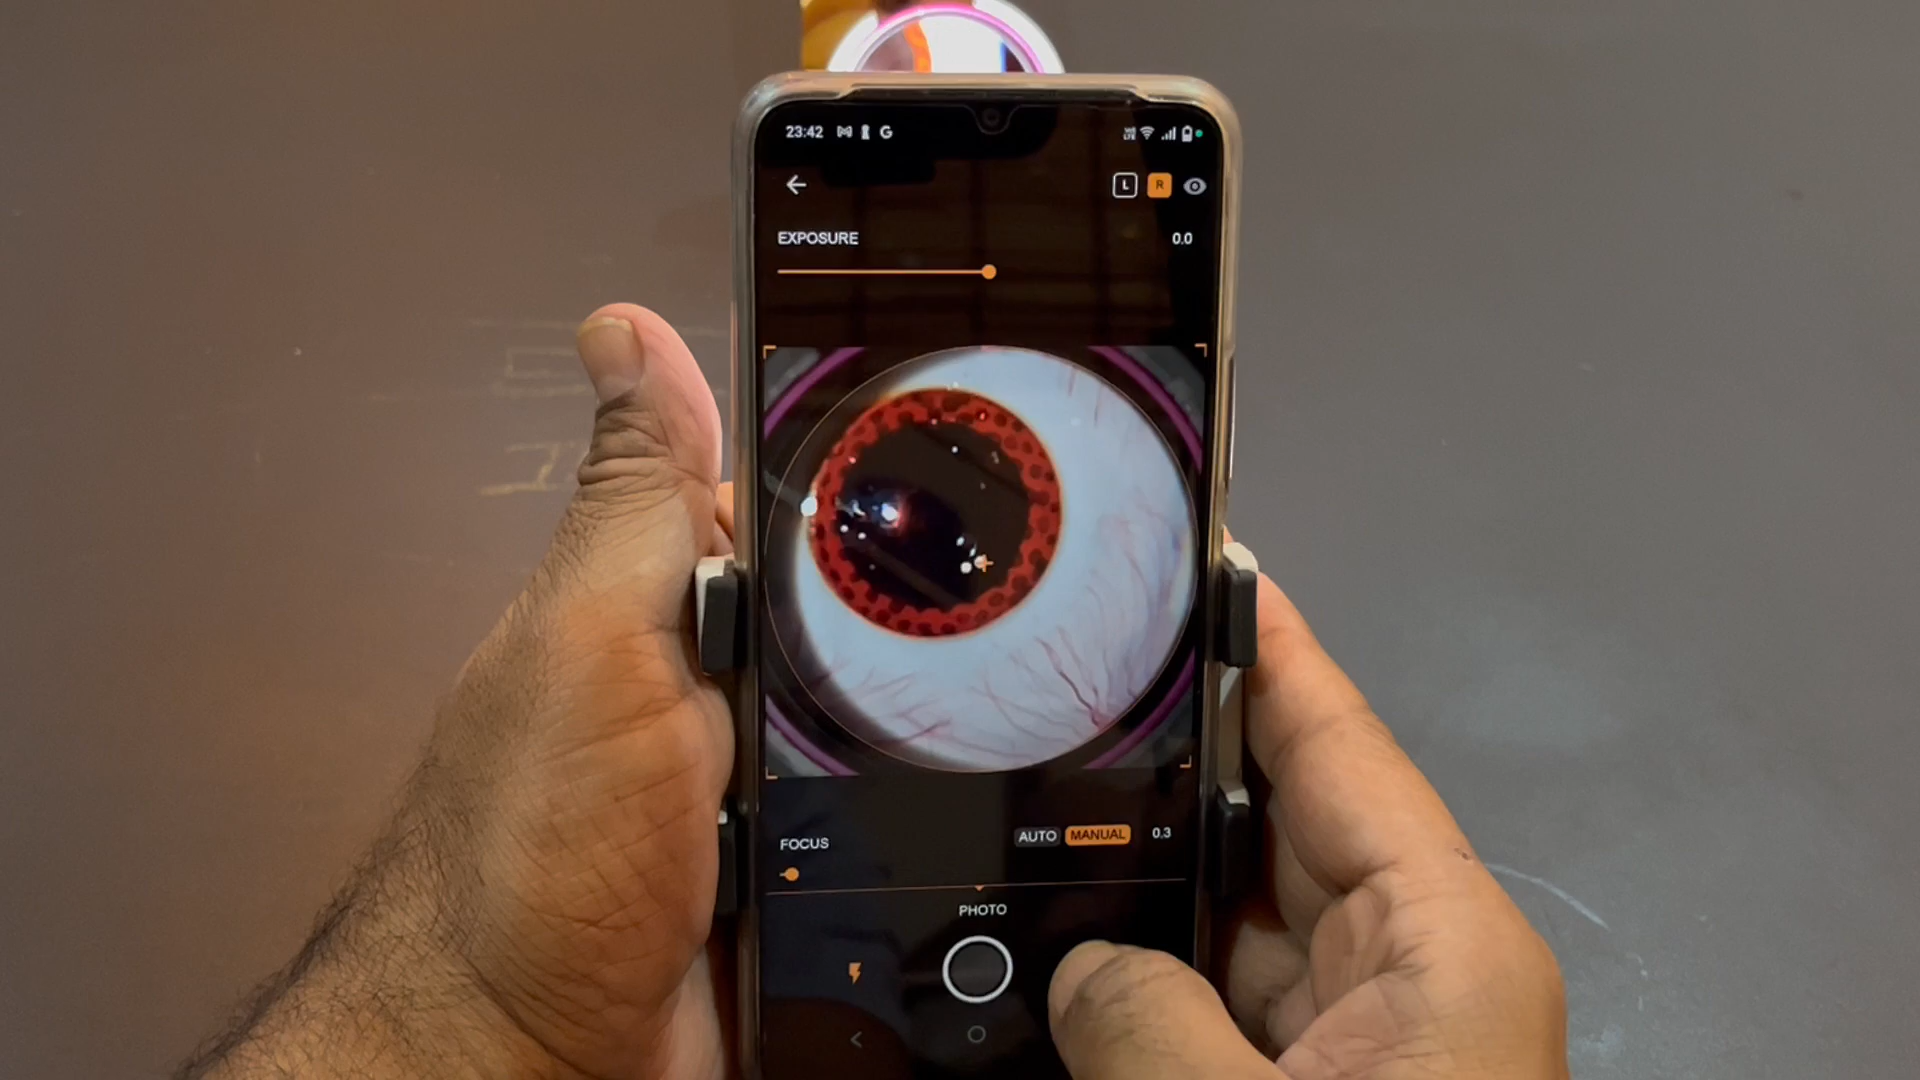 23:42 G
L R
EXPOSURE 0.0
FOCUS AUTO MANUAL 0.3
PHOTO